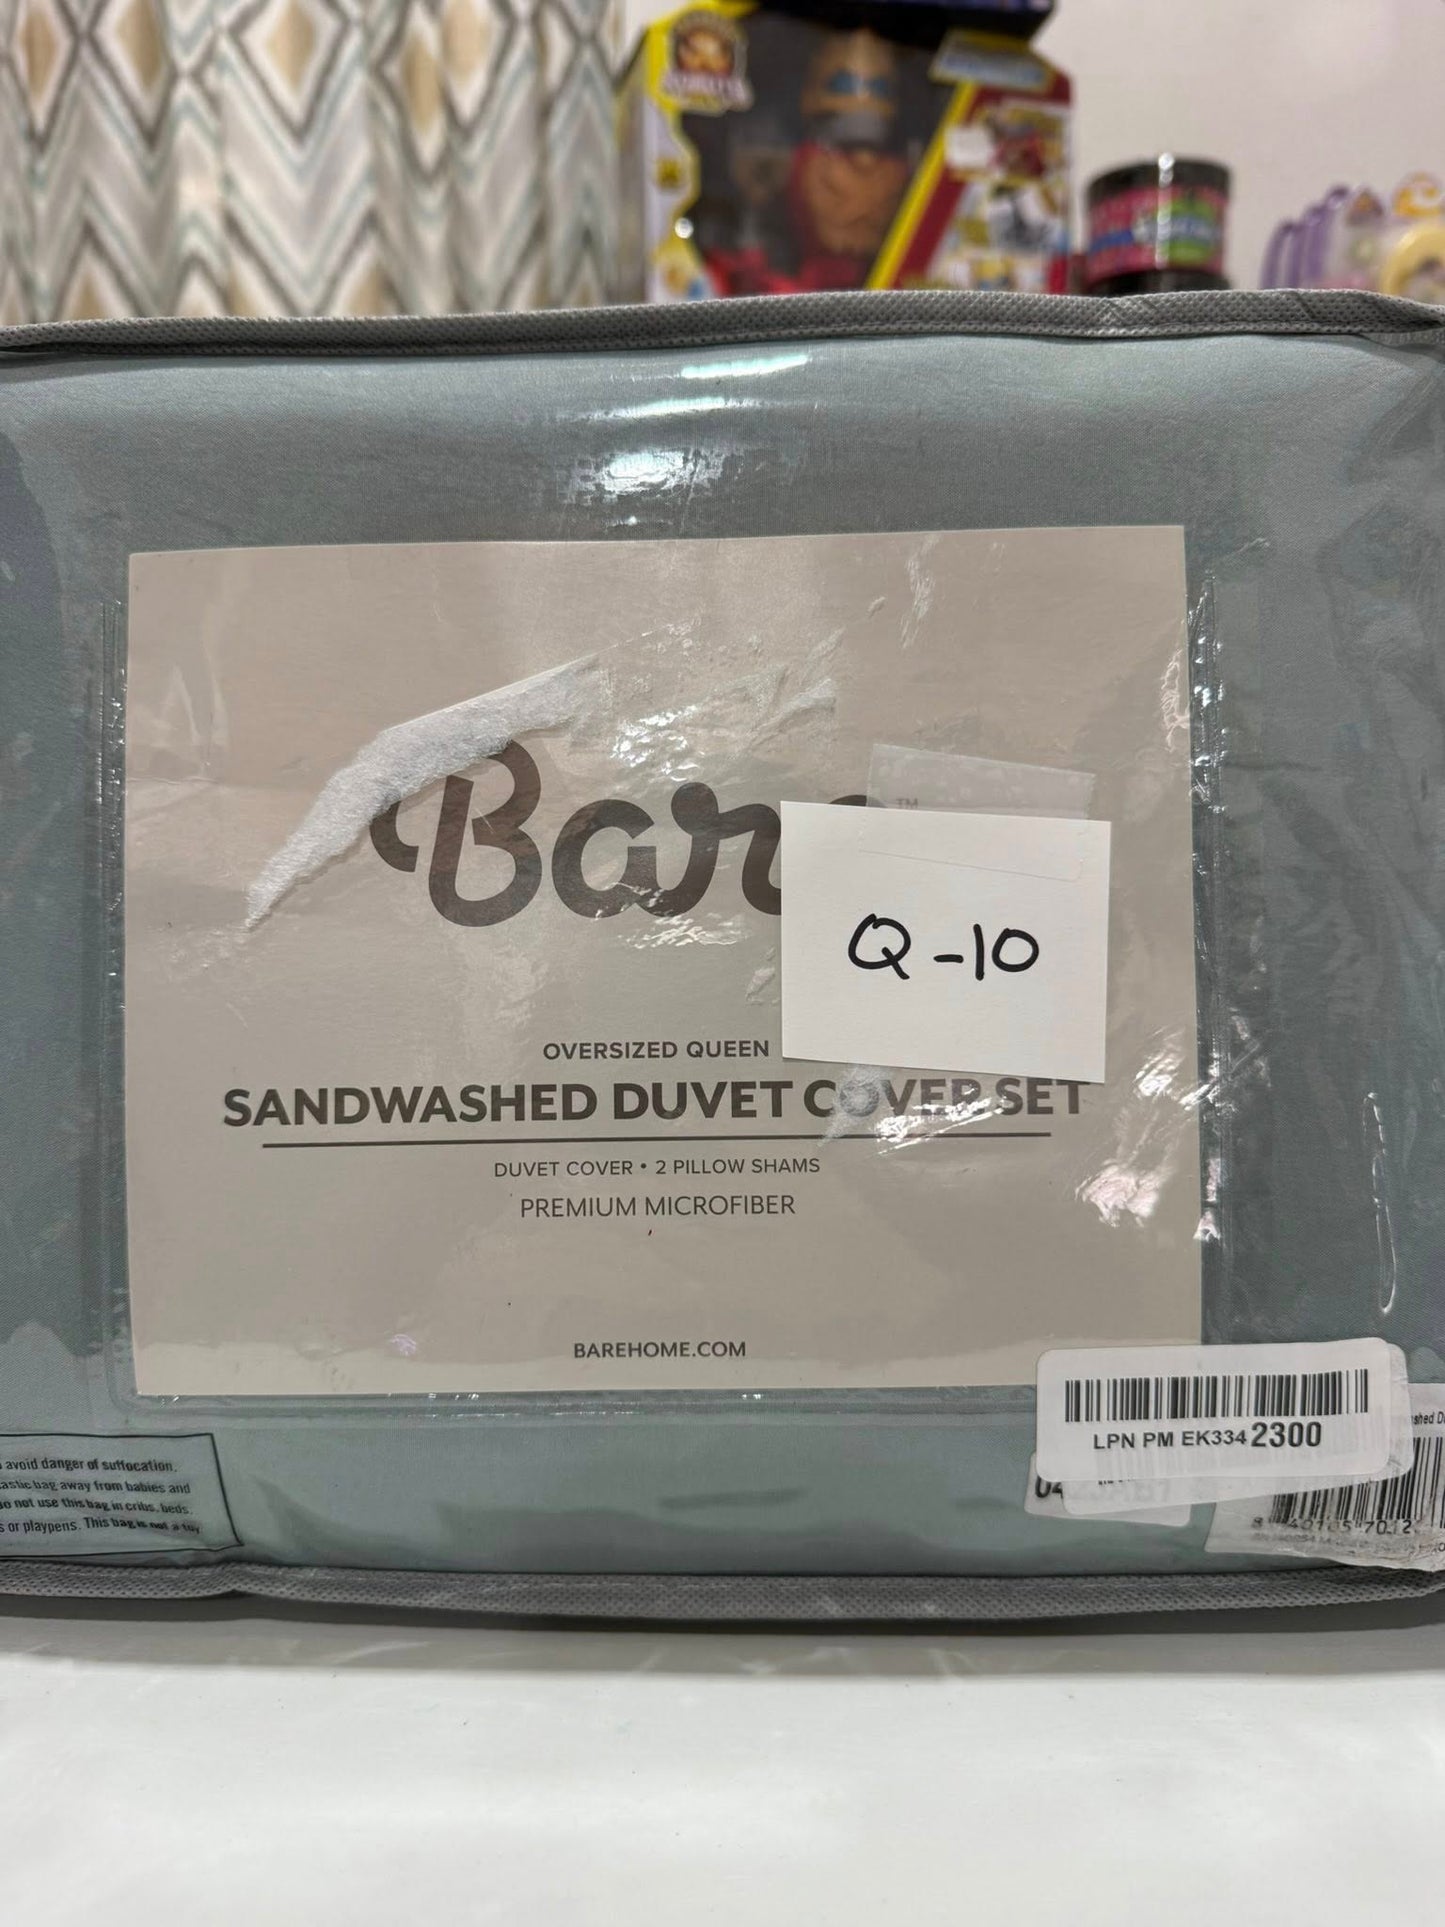 TM
Q-10
OVERSIZED QUEEN
SANDWASHED DUVET COVER SET
DUVET COVER • 2 PILLOW SHAMS
PREMIUM MICROFIBER
BAREHOME.COM
LPN PM EK334 2300
avoid danger of suffocation,
bag away from babies and
not use this bag in cribs, beds,
or playpens. This bag is not a toy